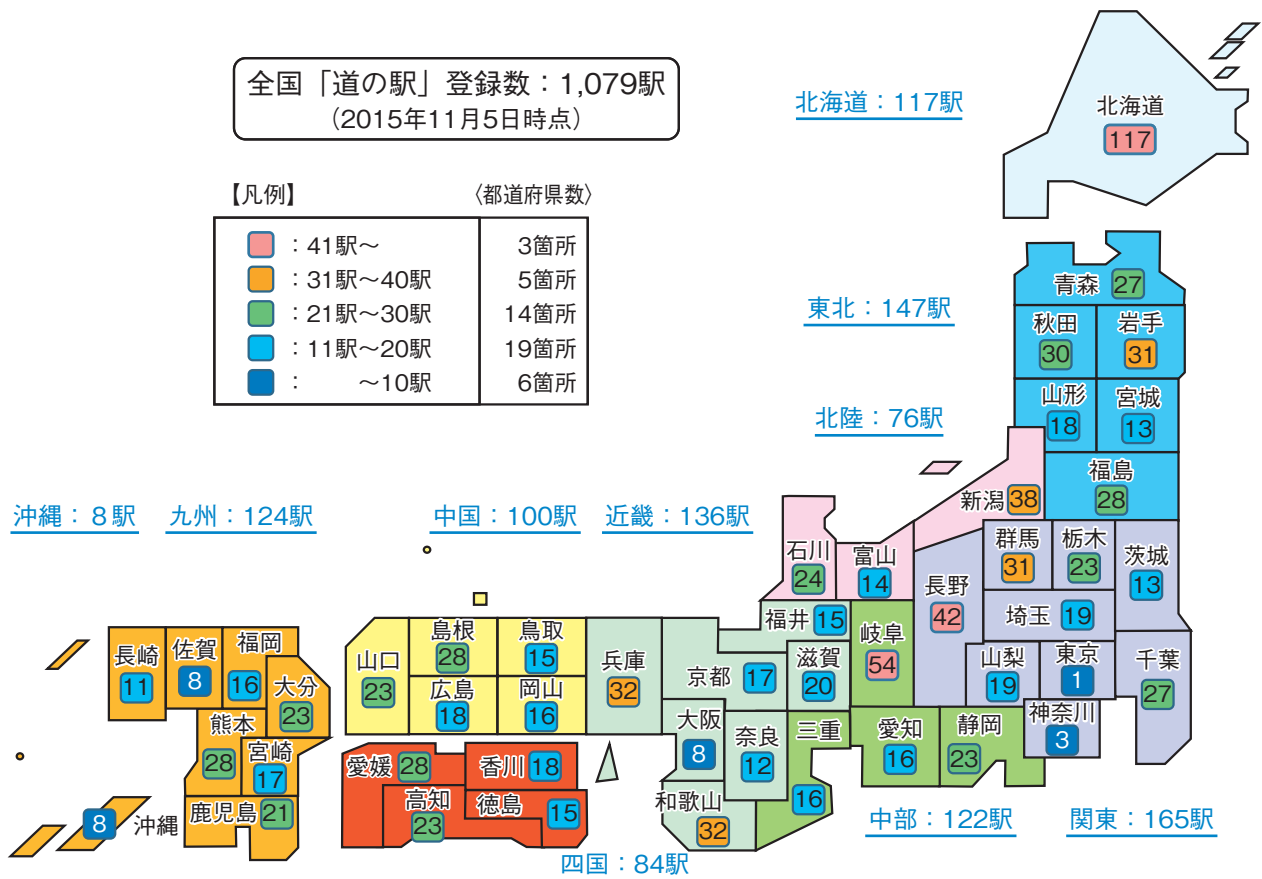 全国「道の駅」登録数：1,079駅
（2015年11月5日時点）
【凡例】 〈都道府県数〉
：41駅～ 3箇所
：31駅～40駅 5箇所
：21駅～30駅 14箇所
：11駅～20駅 19箇所
： ～10駅 6箇所
北海道：117駅
北海道
117
東北：147駅
青森 27
秋田
30
岩手
31
山形
18
宮城
13
福島
28
北陸：76駅
新潟 38
石川
24
富山
14
関東：165駅
群馬
31
栃木
23
茨城
13
長野
42
埼玉 19
山梨
19
東京
1
千葉
27
神奈川
3
中部：122駅
岐阜
54
愛知
16
静岡
23
三重
16
近畿：136駅
福井 15
滋賀
20
京都 17
兵庫
32
大阪
8
奈良
12
和歌山
32
中国：100駅
鳥取
15
島根
28
岡山
16
広島
18
山口
23
四国：84駅
香川 18
愛媛 28
徳島 15
高知
23
九州：124駅
福岡
16
佐賀
8
長崎
11
大分
23
熊本
28
宮崎
17
鹿児島 21
沖縄：8駅
8 沖縄